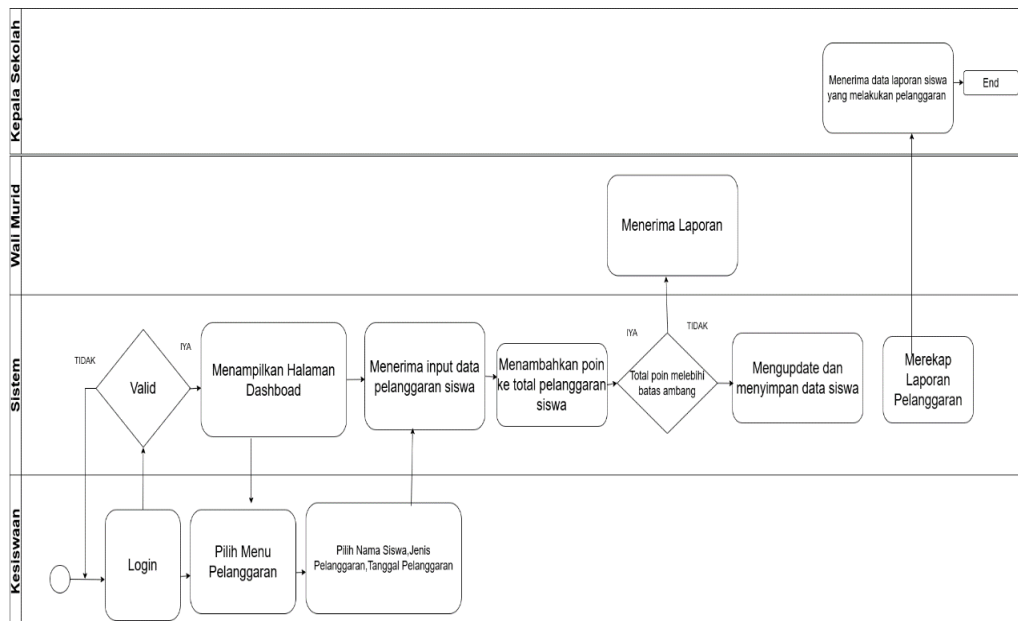 Kepala Sekolah
Menerima data laporan siswa
yang melakukan pelanggaran
End
Wali Murid
Menerima Laporan
Sistem
TIDAK
Valid
IYA
Menampilkan Halaman
Dashboad
Menerima input data
pelanggaran siswa
Menambahkan poin
ke total pelanggaran
siswa
IYA
TIDAK
Total poin melebihi
batas ambang
Mengupdate dan
menyimpan data siswa
Merekap
Laporan
Pelanggaran
Kesiswaan
Login
Pilih Menu
Pelanggaran
Pilih Nama Siswa,Jenis
Pelanggaran,Tanggal Pelanggaran